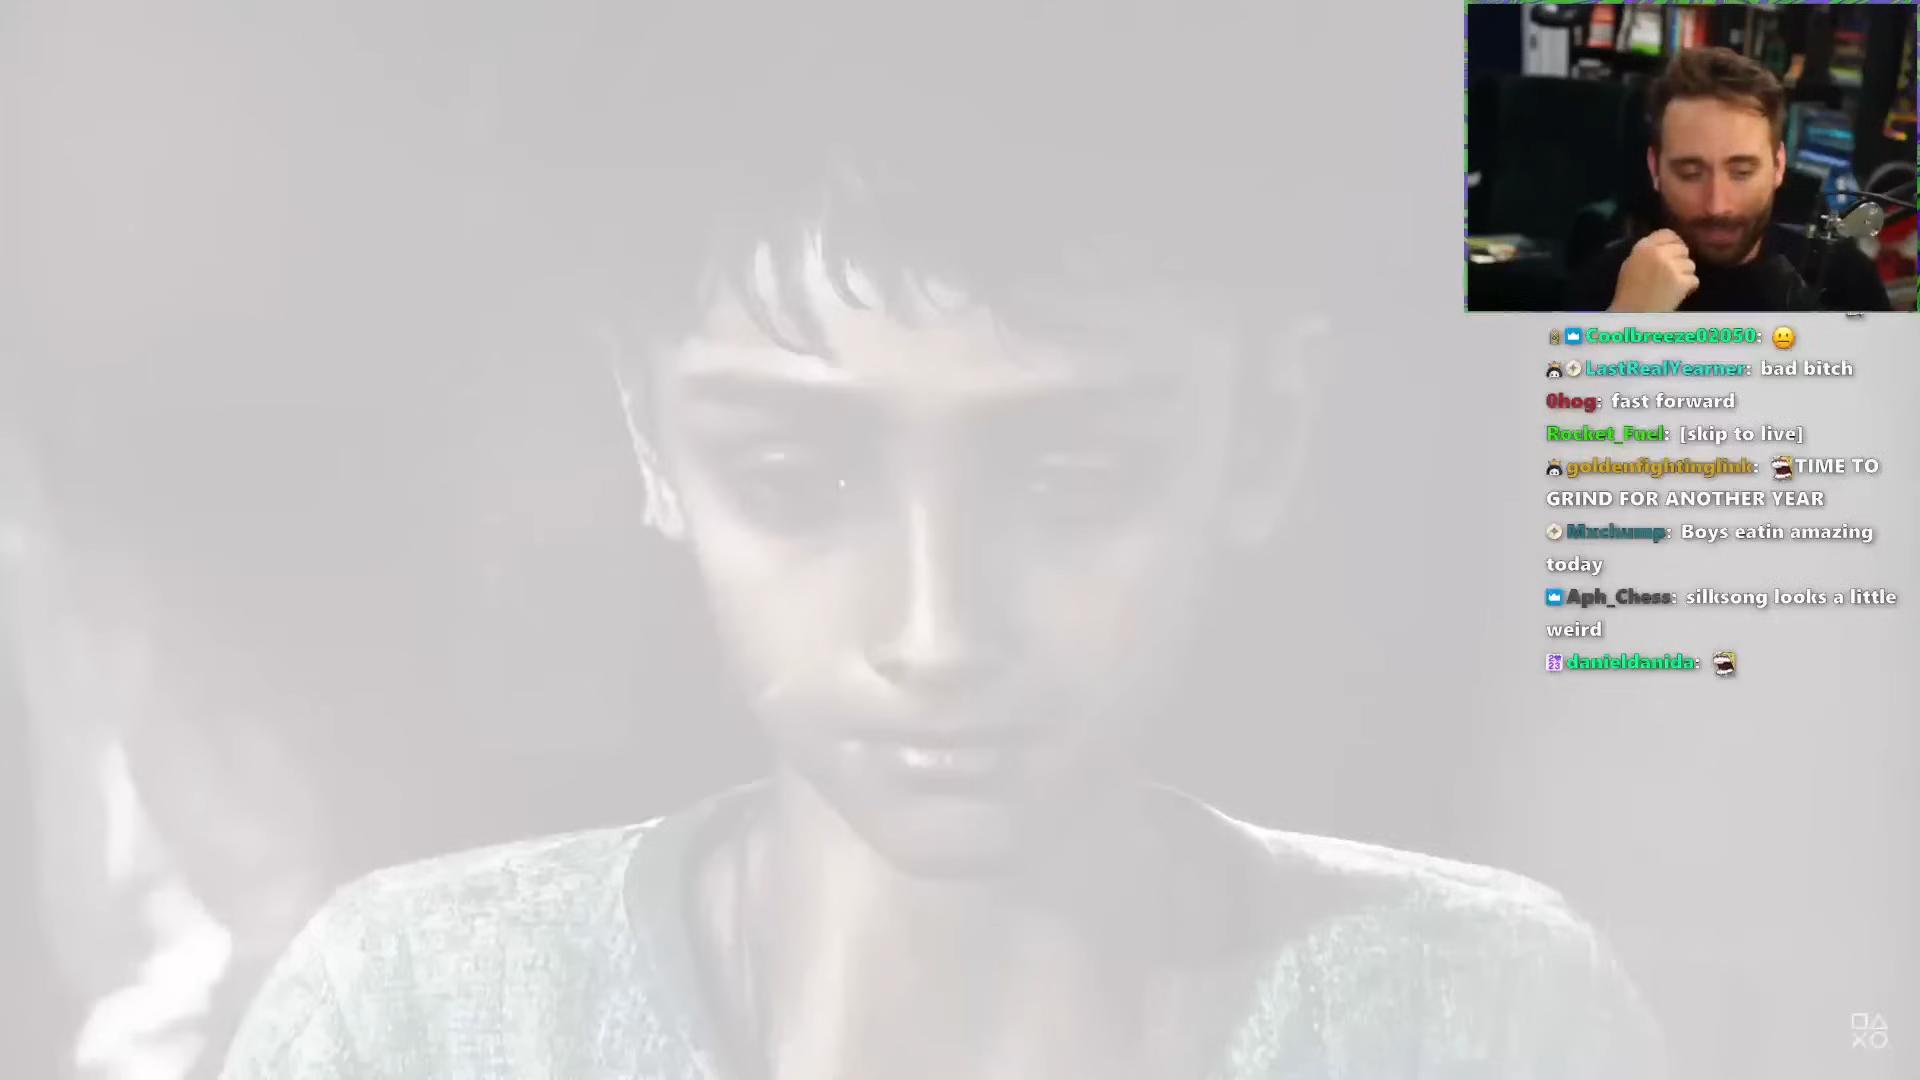 Coolbreeze02050:
LastRealYearner: bad bitch
0hog: fast forward
Rocket_Fuel: [skip to live]
goldenfightinglink: TIME TO
GRIND FOR ANOTHER YEAR
Mxchump: Boys eatin amazing
today
Aph_Chess: silksong looks a little
weird
danieldanida: